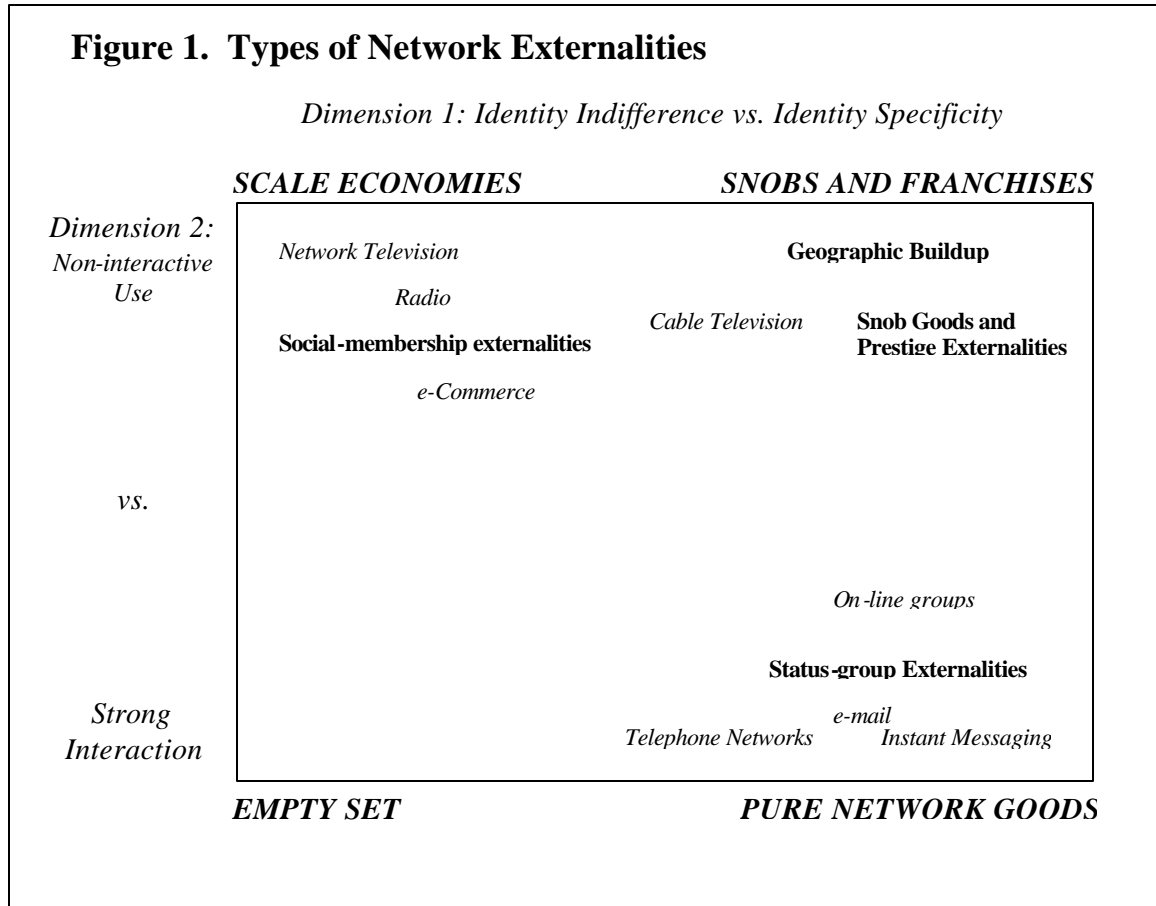 Figure 1. Types of Network Externalities
Dimension 1: Identity Indifference vs. Identity Specificity
SCALE ECONOMIES
SNOBS AND FRANCHISES
Dimension 2:
Non-interactive
Use
Network Television
Geographic Buildup
Radio
Cable Television
Snob Goods and
Prestige Externalities
Social-membership externalities
e-Commerce
vs.
On-line groups
Status-group Externalities
Strong
Interaction
e-mail
Telephone Networks
Instant Messaging
EMPTY SET
PURE NETWORK GOODS